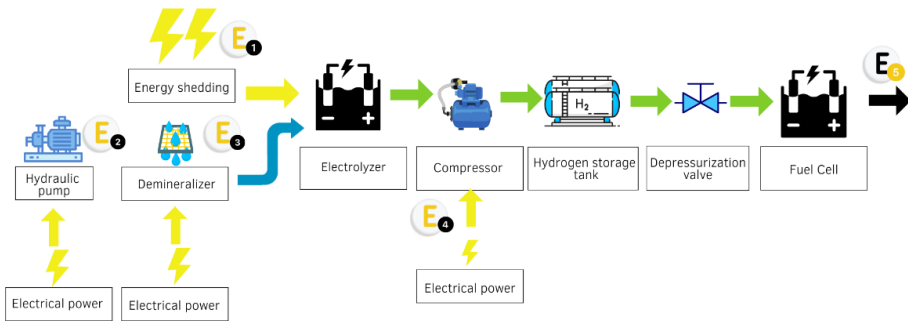 E 1
Energy shedding
E 2
E 3
E 5
H₂
− +
− +
Hydraulic
pump
Demineralizer
Electrolyzer
Compressor
Hydrogen storage
tank
Depressurization
valve
Fuel Cell
E 4
Electrical power
Electrical power
Electrical power